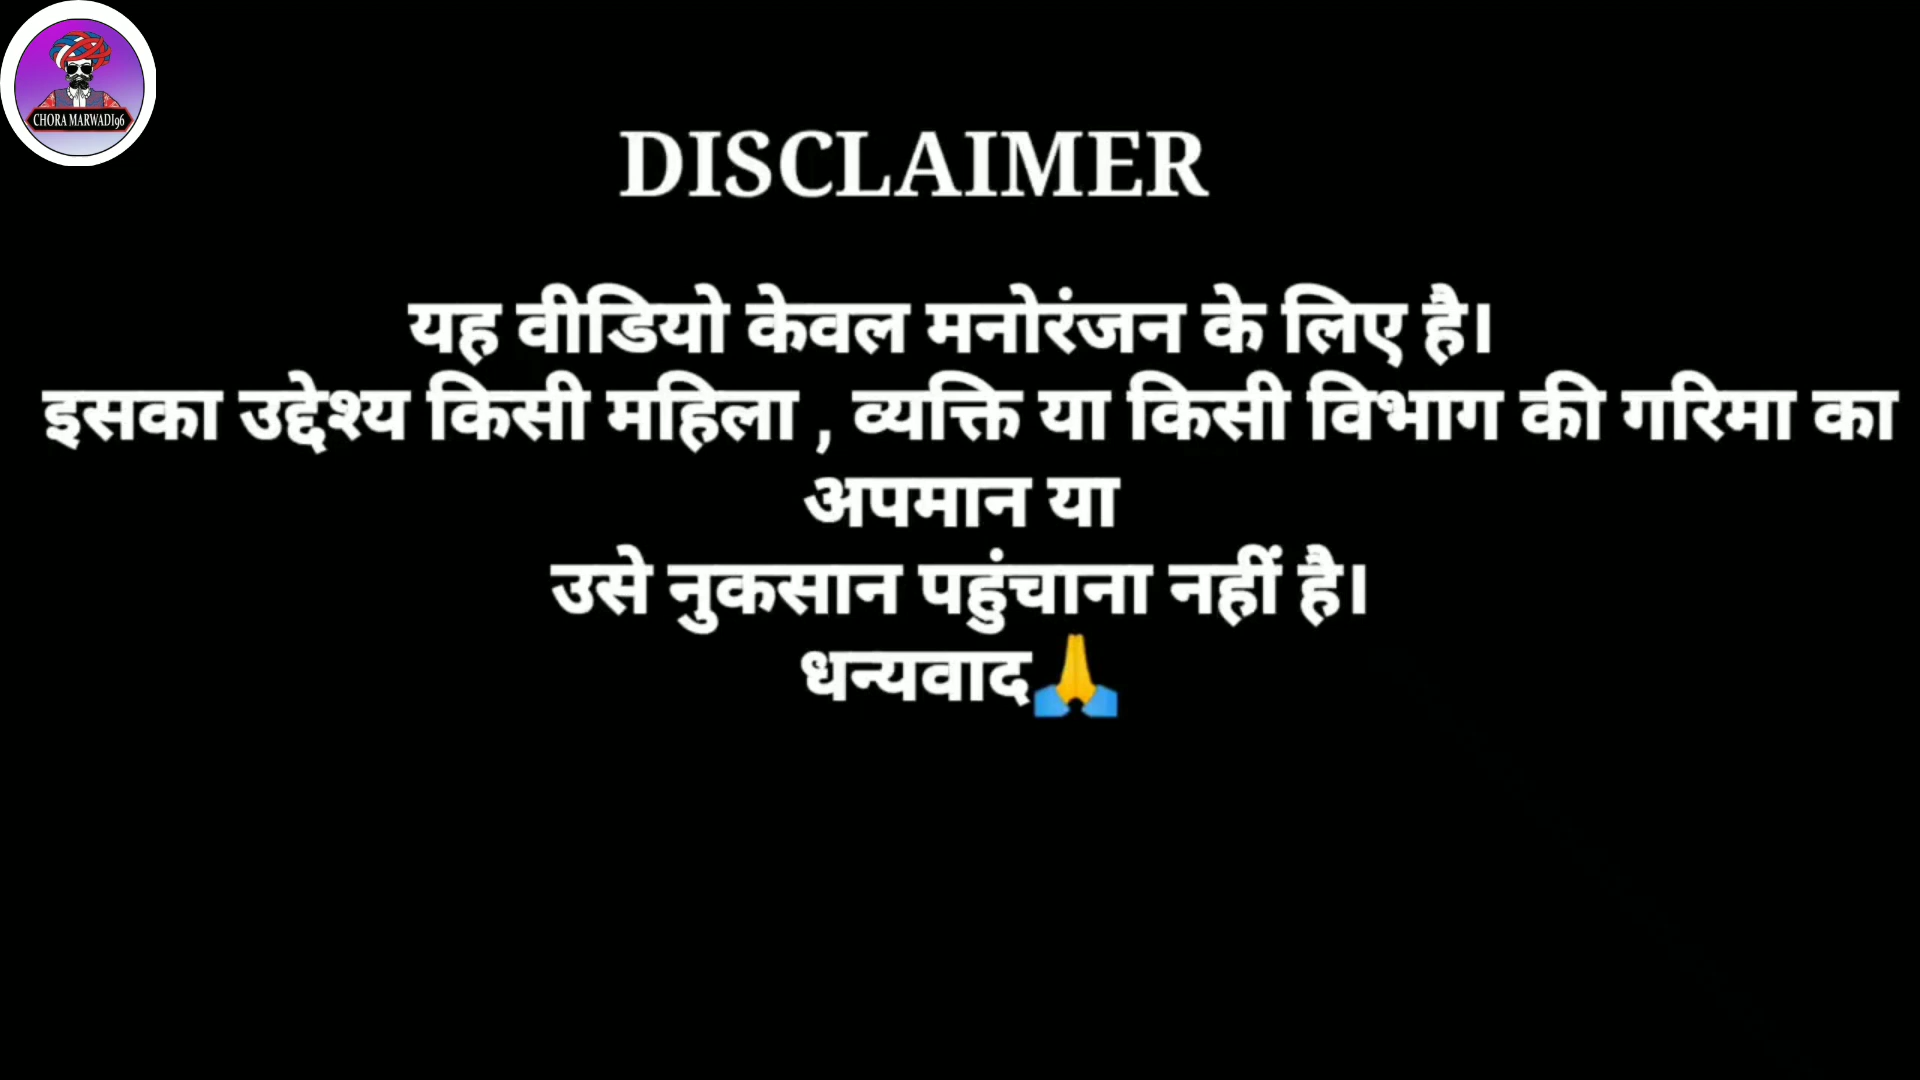 CHORA MARWADI96
DISCLAIMER
यह वीडियो केवल मनोरंजन के लिए है।
इसका उद्देश्य किसी महिला , व्यक्ति या किसी विभाग की गरिमा का
अपमान या
उसे नुकसान पहुंचाना नहीं है।
धन्यवाद🙏